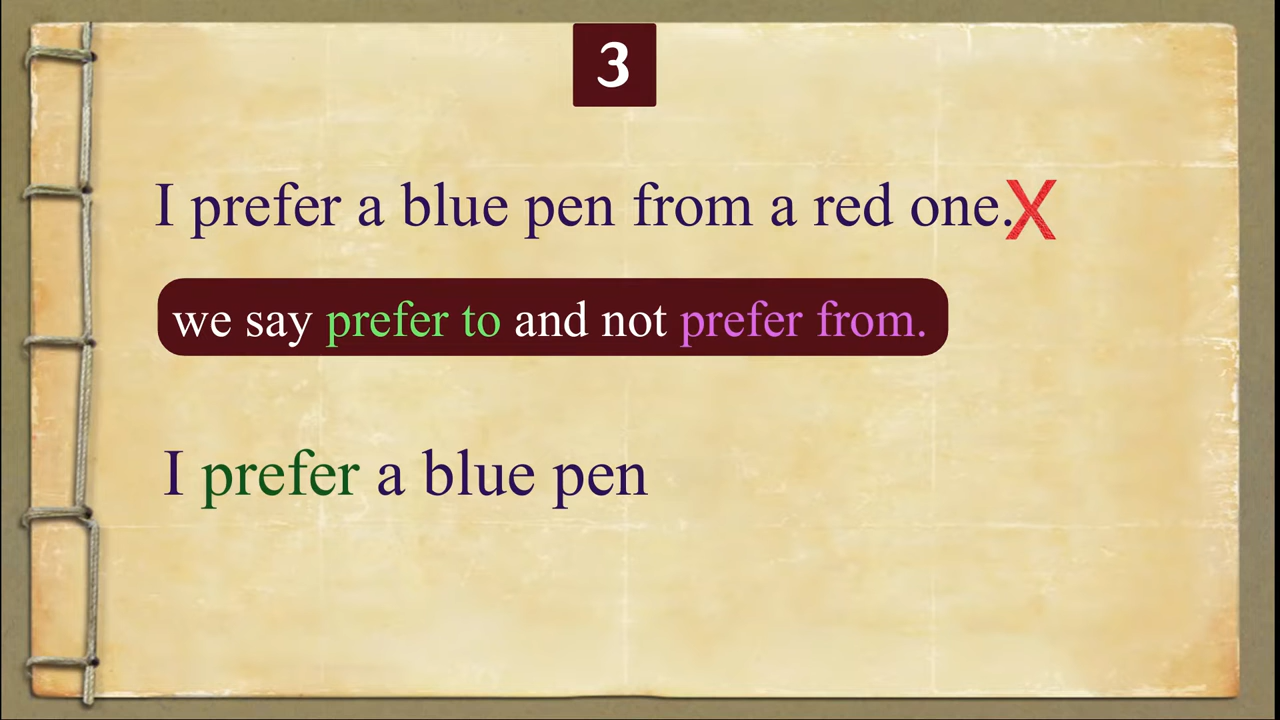 3
I prefer a blue pen from a red one.X
we say prefer to and not prefer from.
I prefer a blue pen